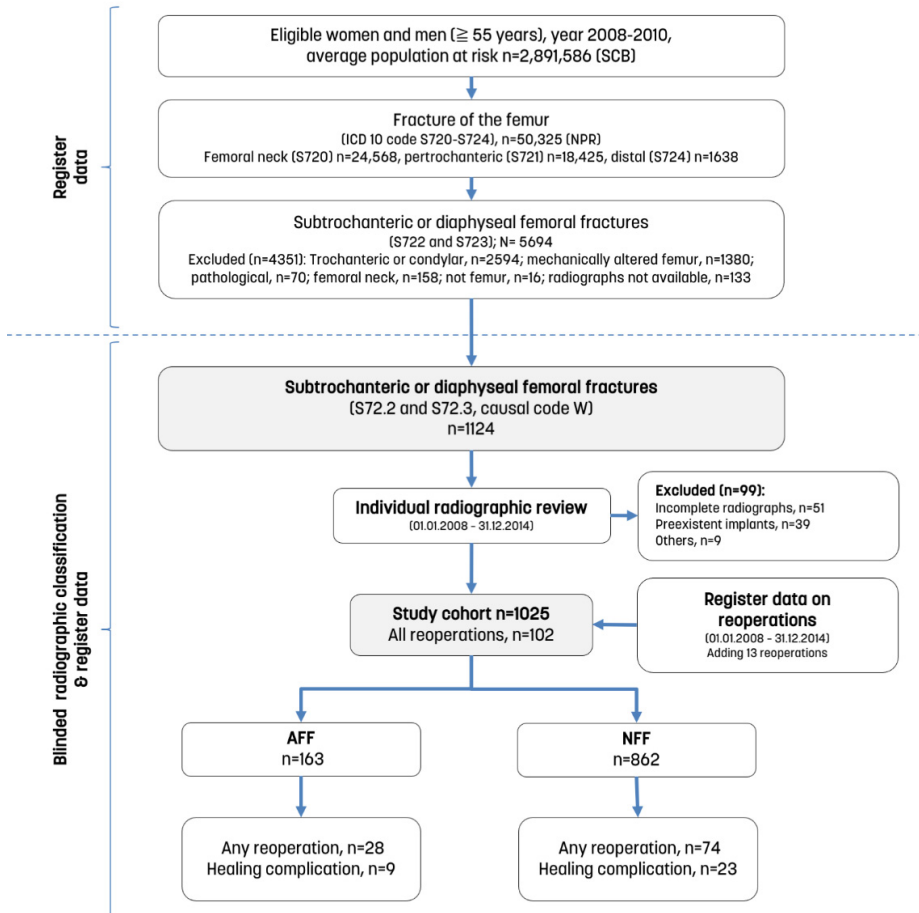 Register
data
Eligible women and men (≧ 55 years), year 2008-2010,
average population at risk n=2,891,586 (SCB)
Fracture of the femur
(ICD 10 code S720-S724), n=50,325 (NPR)
Femoral neck (S720) n=24,568, pertrochanteric (S721) n=18,425, distal (S724) n=1638
Subtrochanteric or diaphyseal femoral fractures
(S722 and S723); N= 5694
Excluded (n=4351): Trochanteric or condylar, n=2594; mechanically altered femur, n=1380;
pathological, n=70; femoral neck, n=158; not femur, n=16; radiographs not available, n=133
Blinded radiographic classification
& register data
Subtrochanteric or diaphyseal femoral fractures
(S72.2 and S72.3, causal code W)
n=1124
Individual radiographic review
(01.01.2008 – 31.12.2014)
Excluded (n=99):
Incomplete radiographs, n=51
Preexistent implants, n=39
Others, n=9
Study cohort n=1025
All reoperations, n=102
Register data on
reoperations
(01.01.2008 – 31.12.2014)
Adding 13 reoperations
AFF
n=163
NFF
n=862
Any reoperation, n=28
Healing complication, n=9
Any reoperation, n=74
Healing complication, n=23